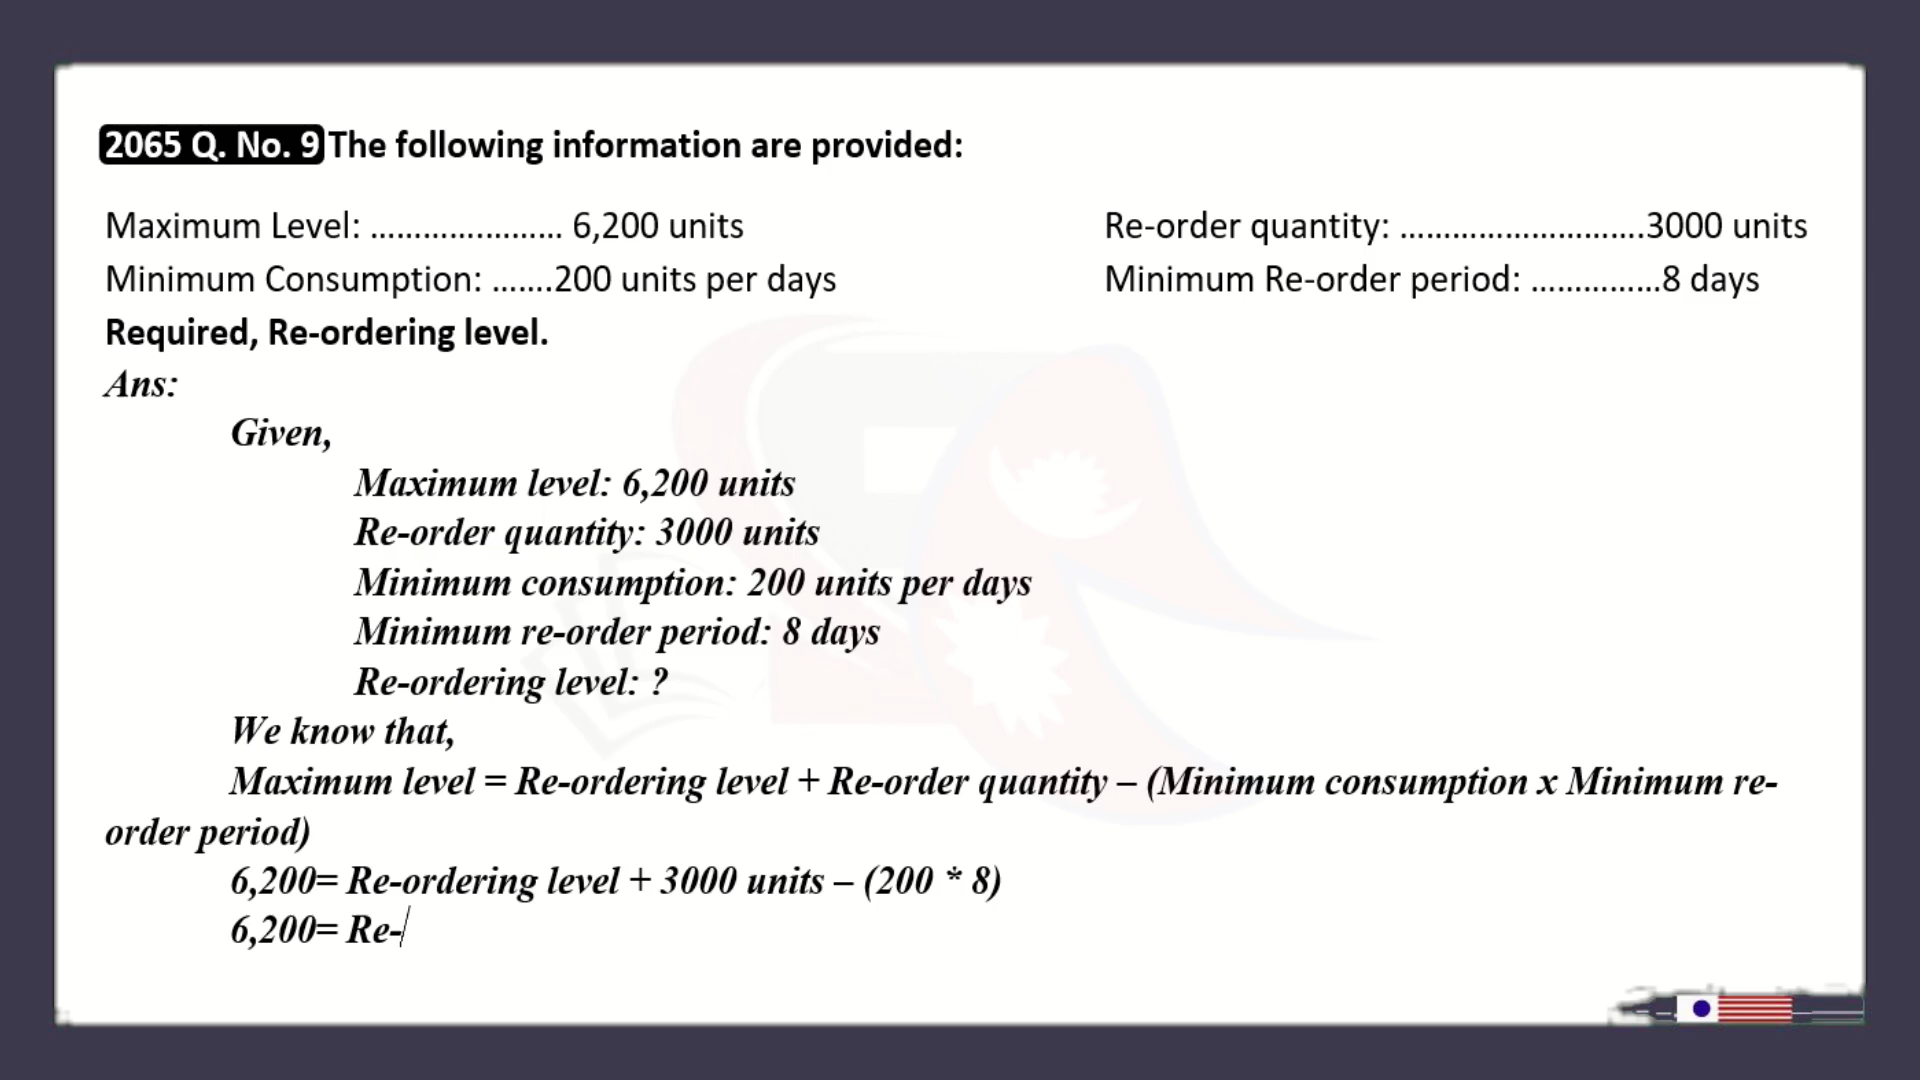 2065 Q. No. 9 The following information are provided:
Maximum Level: ...................... 6,200 units Re-order quantity: ............................3000 units
Minimum Consumption: .......200 units per days Minimum Re-order period: ...............8 days
Required, Re-ordering level.
Ans:
Given,
Maximum level: 6,200 units
Re-order quantity: 3000 units
Minimum consumption: 200 units per days
Minimum re-order period: 8 days
Re-ordering level: ?
We know that,
Maximum level = Re-ordering level + Re-order quantity – (Minimum consumption x Minimum re-
order period)
6,200= Re-ordering level + 3000 units – (200 * 8)
6,200= Re-